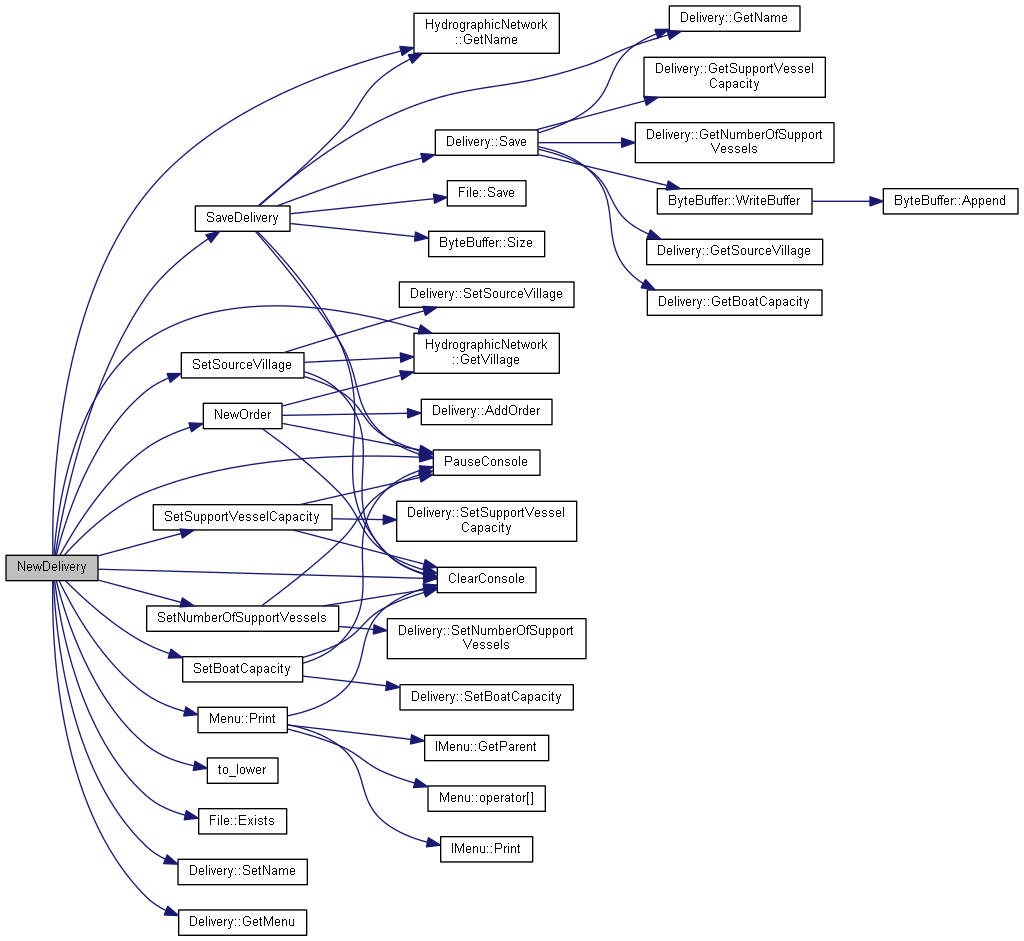 NewDelivery
HydrographicNetwork
::GetName
SaveDelivery
Delivery::GetName
Delivery::Save
Delivery::GetSupportVessel
Capacity
Delivery::GetNumberOfSupport
Vessels
ByteBuffer::WriteBuffer
ByteBuffer::Append
Delivery::GetSourceVillage
Delivery::GetBoatCapacity
File::Save
ByteBuffer::Size
SetSourceVillage
Delivery::SetSourceVillage
HydrographicNetwork
::GetVillage
NewOrder
Delivery::AddOrder
PauseConsole
SetSupportVesselCapacity
Delivery::SetSupportVessel
Capacity
ClearConsole
SetNumberOfSupportVessels
Delivery::SetNumberOfSupport
Vessels
SetBoatCapacity
Delivery::SetBoatCapacity
Menu::Print
IMenu::GetParent
Menu::operator[]
IMenu::Print
to_lower
File::Exists
Delivery::SetName
Delivery::GetMenu